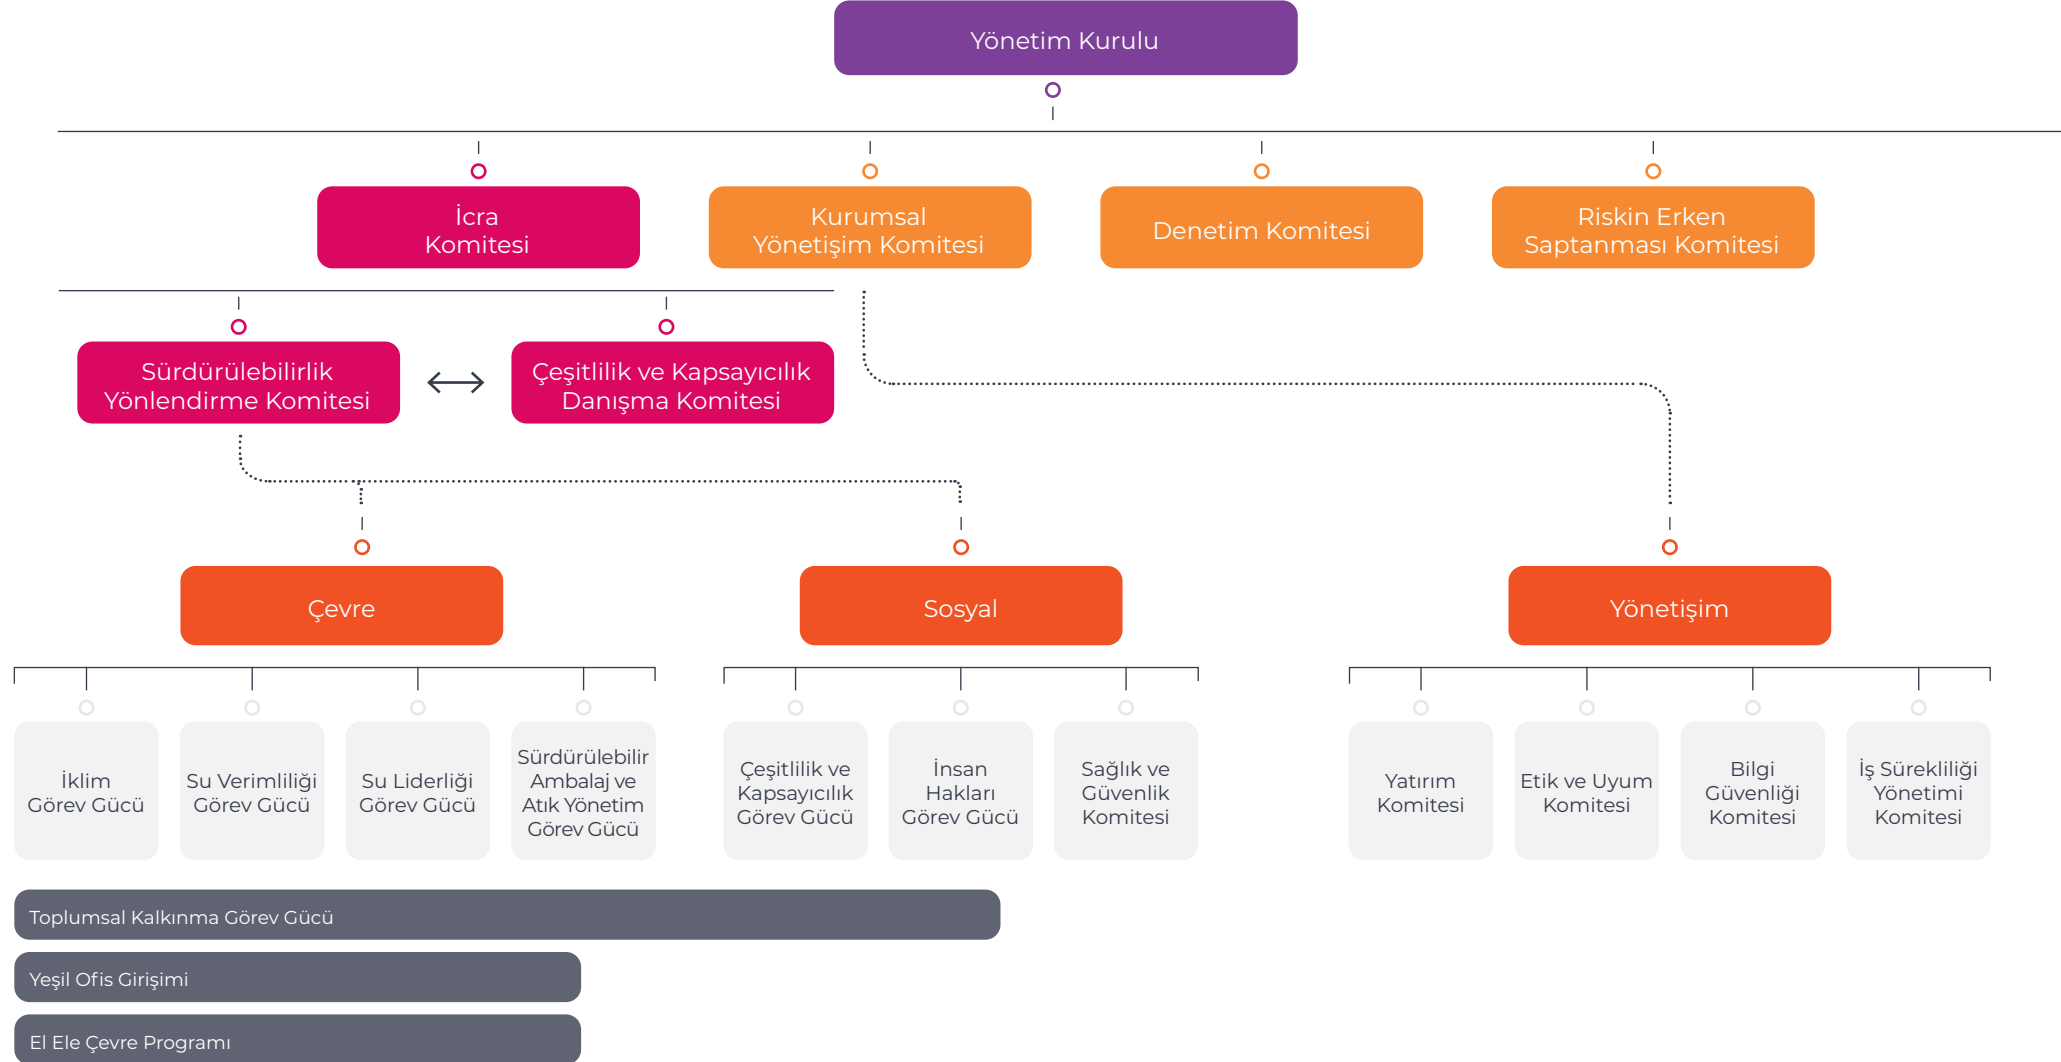 Yönetim Kurulu
İcra
Komitesi
Kurumsal
Yönetişim Komitesi
Denetim Komitesi
Riskin Erken
Saptanması Komitesi
Sürdürülebilirlik
Yönlendirme Komitesi
Çeşitlilik ve Kapsayıcılık
Danışma Komitesi
Çevre
Sosyal
Yönetişim
İklim
Görev Gücü
Su Verimliliği
Görev Gücü
Su Liderliği
Görev Gücü
Sürdürülebilir
Ambalaj ve
Atık Yönetim
Görev Gücü
Çeşitlilik ve
Kapsayıcılık
Görev Gücü
İnsan
Hakları
Görev Gücü
Sağlık ve
Güvenlik
Komitesi
Yatırım
Komitesi
Etik ve Uyum
Komitesi
Bilgi
Güvenliği
Komitesi
İş Sürekliliği
Yönetimi
Komitesi
Toplumsal Kalkınma Görev Gücü
Yeşil Ofis Girişimi
El Ele Çevre Programı